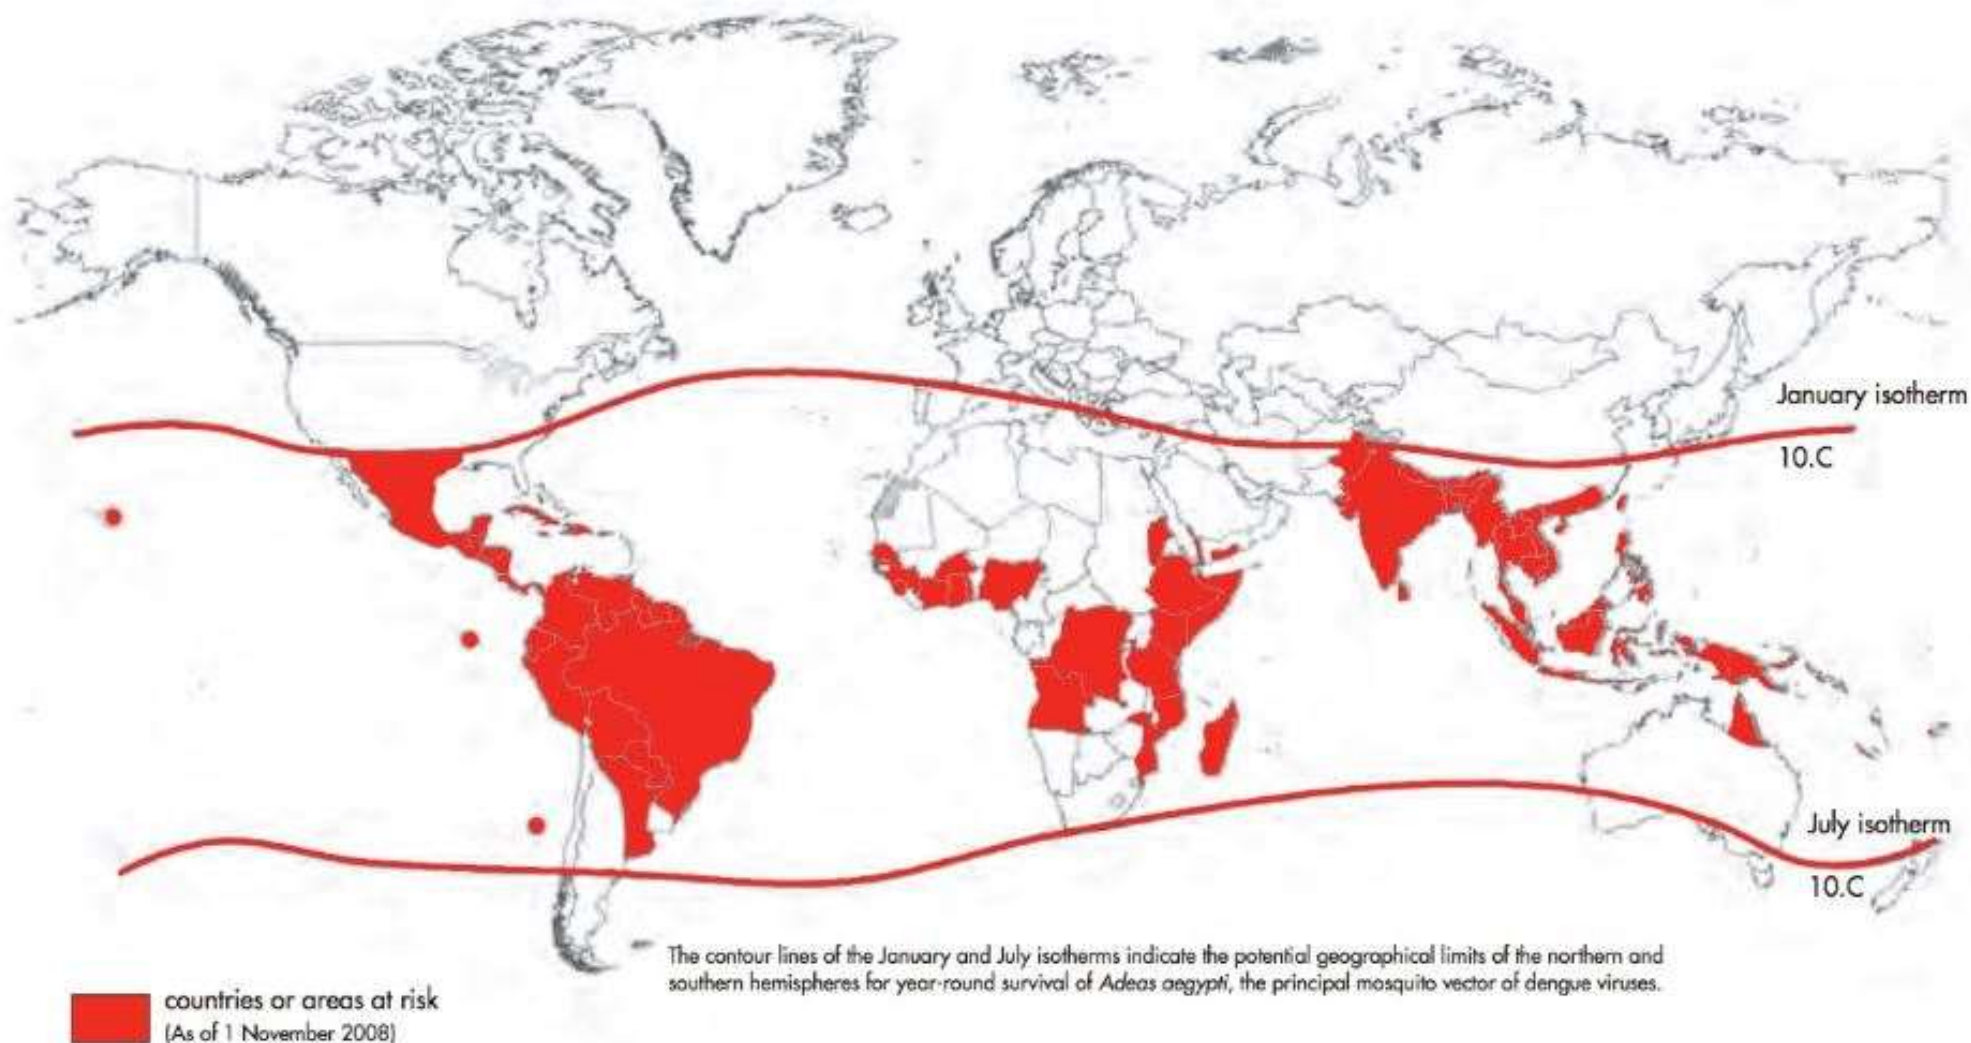 January isotherm
10.C
July isotherm
10.C
The contour lines of the January and July isotherms indicate the potential geographical limits of the northern and
southern hemispheres for year-round survival of Adeas aegypti, the principal mosquito vector of dengue viruses.
countries or areas at risk
(As of 1 November 2008)